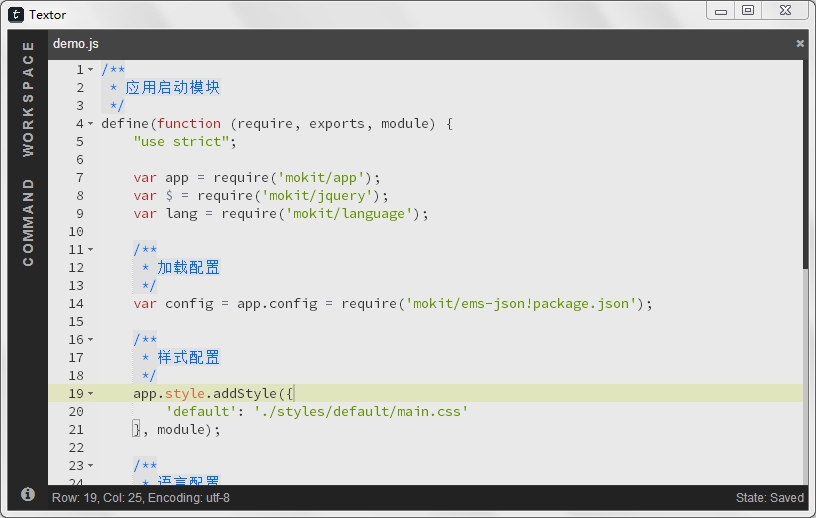 Textor
WORKSPACE
COMMAND
demo.js
1 /**
2 * 应用启动模块
3 */
4 define(function (require, exports, module) {
5 "use strict";
6
7 var app = require('mokit/app');
8 var $ = require('mokit/jquery');
9 var lang = require('mokit/language');
10
11 /**
12 * 加载配置
13 */
14 var config = app.config = require('mokit/ems-json!package.json');
15
16 /**
17 * 样式配置
18 */
19 app.style.addStyle({
20 'default': './styles/default/main.css'
21 }, module);
22
23 /**
24 * 语言配置
Row: 19, Col: 25, Encoding: utf-8
State: Saved